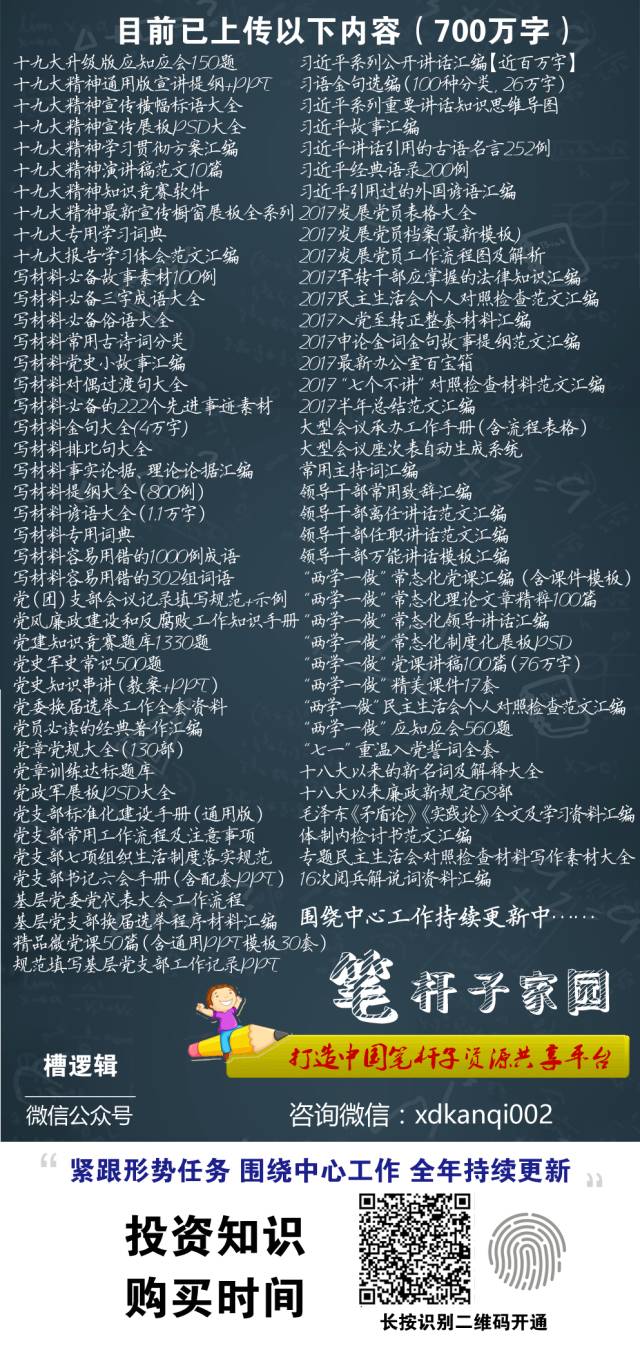 目前已上传以下内容（700万字）
十九大升级版应知应会150题
十九大精神通用版宣讲提纲+PPT
十九大精神宣传横幅标语大全
十九大精神宣传展板PSD大全
十九大精神学习贯彻方案汇编
十九大精神演讲稿范文10篇
十九大精神知识竞赛软件
十九大精神最新宣传橱窗展板全系列
十九大专用学习词典
十九大报告学习体会范文汇编
写材料必备故事素材100例
写材料必备三字成语大全
写材料必备俗语大全
写材料常用古诗词分类
写材料党史小故事汇编
写材料对偶过渡句大全
写材料必备的222个先进事迹素材
写材料金句大全(4万字)
写材料排比句大全
写材料事实论据、理论论据汇编
写材料提纲大全（800例）
写材料谚语大全（1.1万字）
写材料专用词典
写材料容易用错的1000例成语
写材料容易用错的302组词语
党（团）支部会议记录填写规范+示例
党风廉政建设和反腐败工作知识手册
党建知识竞赛题库1330题
党史军史常识500题
党史知识串讲（教案+PPT）
党委换届选举工作全套资料
党员必读的经典著作汇编
党章党规大全（130部）
党章训练达标题库
党政军展板PSD大全
党支部标准化建设手册（通用版）
党支部常用工作流程及注意事项
党支部七项组织生活制度落实规范
党支部书记六会手册（含配套PPT）
基层党委党代表大会工作流程
基层党支部换届选举程序材料汇编
精品微党课50篇（含通用PPT模板30套）
规范填写基层党支部工作记录PPT
习近平系列公开讲话汇编【近百万字】
习语金句选编（100种分类，26万字）
习近平系列重要讲话知识思维导图
习近平故事汇编
习近平讲话引用的古语名言252例
习近平经典语录200例
习近平引用过的外国谚语汇编
2017发展党员表格大全
2017发展党员档案（最新模板）
2017发展党员工作流程图及解析
2017军转干部应掌握的法律知识汇编
2017民主生活会个人对照检查范文汇编
2017入党至转正整套材料汇编
2017申论金词金句故事提纲范文汇编
2017最新办公室百宝箱
2017“七个不讲”对照检查材料范文汇编
2017半年总结范文汇编
大型会议承办工作手册（含流程表格）
大型会议座次表自动生成系统
常用主持词汇编
领导干部常用致辞汇编
领导干部离任讲话范文汇编
领导干部任职讲话范文汇编
领导干部万能讲话模板汇编
“两学一做”常态化党课汇编（含课件模板）
“两学一做”常态化理论文章精粹100篇
“两学一做”常态化领导讲话汇编
“两学一做”常态化制度化展板PSD
“两学一做”党课讲稿100篇（76万字）
“两学一做”精美课件17套
“两学一做”民主生活会个人对照检查范文汇编
“两学一做”应知应会560题
“七一”重温入党誓词全套
十八大以来的新名词及解释大全
十八大以来廉政新规定68部
毛泽东《矛盾论》《实践论》全文及学习资料汇编
体制内检讨书范文汇编
专题民主生活会对照检查材料写作素材大全
16次阅兵解说词资料汇编
围绕中心工作持续更新中……
笔杆子家园
打造中国笔杆子资源共享平台
槽逻辑
微信公众号
咨询微信：xdkanqi002
“紧跟形势任务 围绕中心工作 全年持续更新”
投资知识
购买时间
长按识别二维码开通